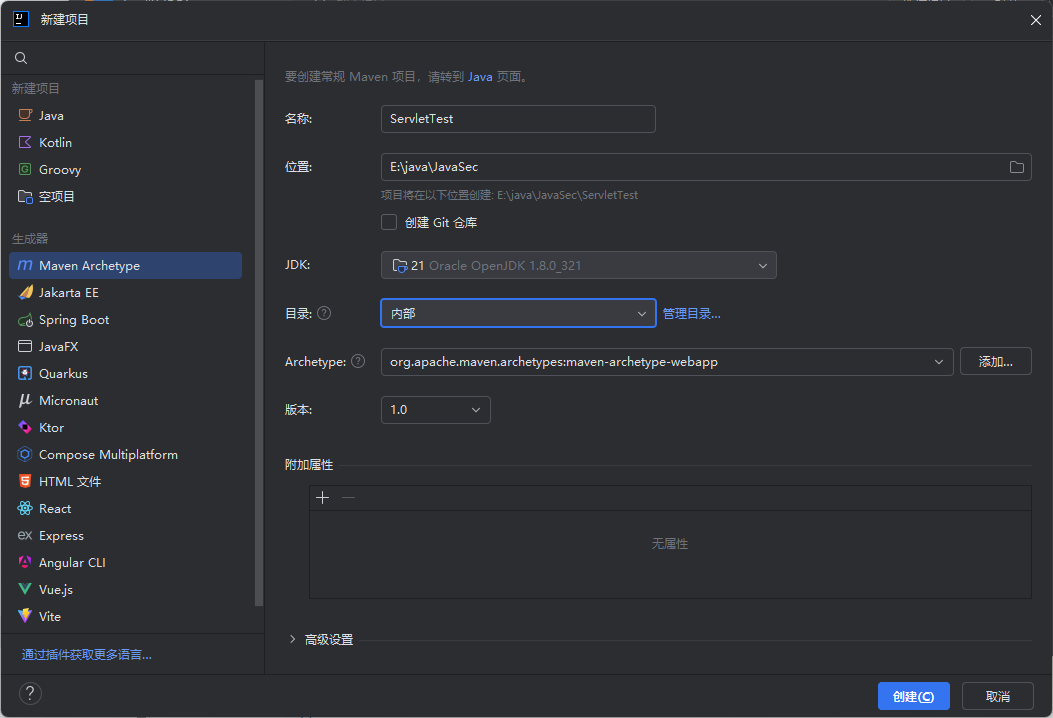 新建项目
新建项目
Java
Kotlin
Groovy
空项目
生成器
Maven Archetype
Jakarta EE
Spring Boot
JavaFX
Quarkus
Micronaut
Ktor
Compose Multiplatform
HTML 文件
React
Express
Angular CLI
Vue.js
Vite
通过插件获取更多语言...
要创建常规 Maven 项目，请转到 Java 页面。
名称: ServletTest
位置: E:\java\JavaSec
项目将在以下位置创建: E:\java\JavaSec\ServletTest
创建 Git 仓库
JDK: 21 Oracle OpenJDK 1.8.0_321
目录: ? 内部 管理目录...
Archetype: ? org.apache.maven.archetypes:maven-archetype-webapp 添加...
版本: 1.0
附加属性
无属性
高级设置
? 创建(C) 取消